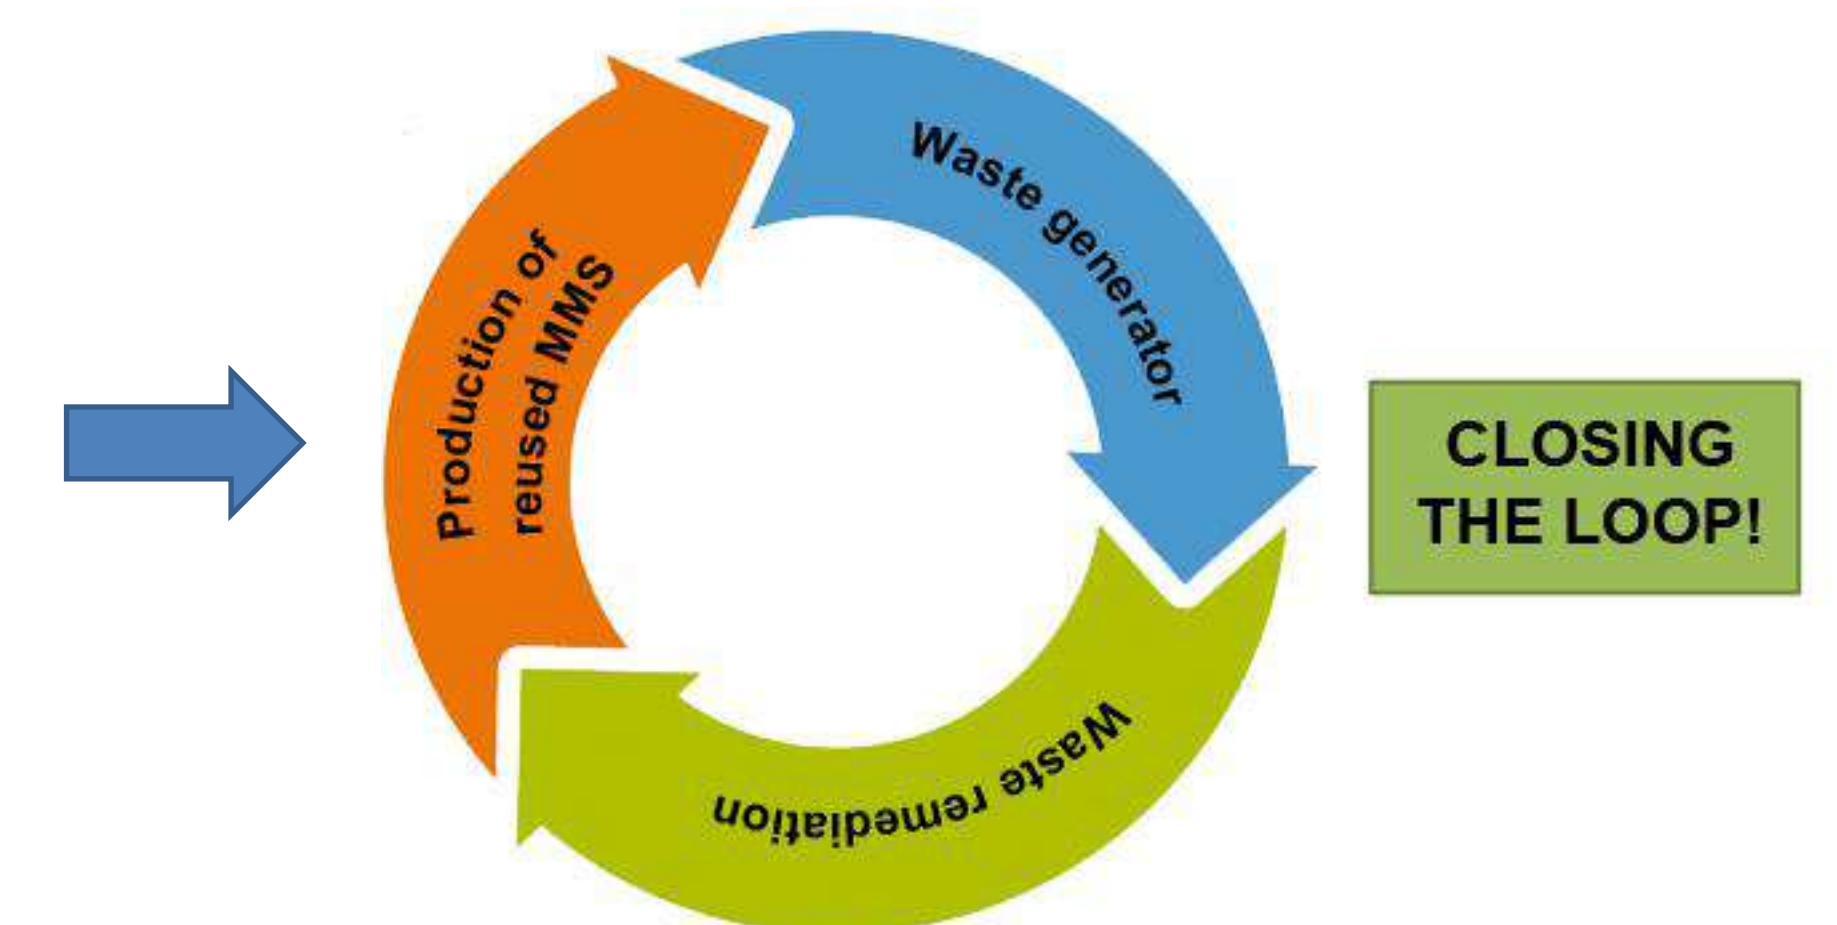 Waste generator
Waste remediation
Production of
reused MMS
CLOSING
THE LOOP!